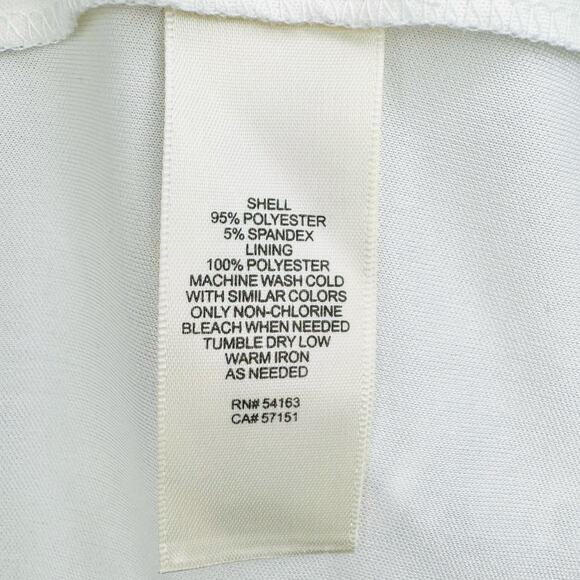 SHELL
95% POLYESTER
5% SPANDEX
LINING
100% POLYESTER
MACHINE WASH COLD
WITH SIMILAR COLORS
ONLY NON-CHLORINE
BLEACH WHEN NEEDED
TUMBLE DRY LOW
WARM IRON
AS NEEDED
RN# 54163
CA# 57151